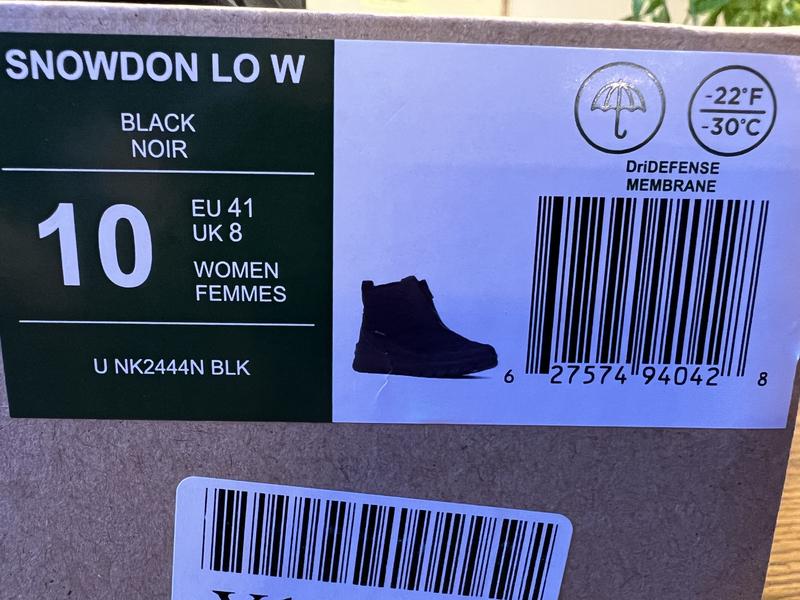 SNOWDON LO W
BLACK
NOIR
10
EU 41
UK 8
WOMEN
FEMMES
U NK2444N BLK
-22°F
-30°C
DriDEFENSE
MEMBRANE
6 27574 94042 8